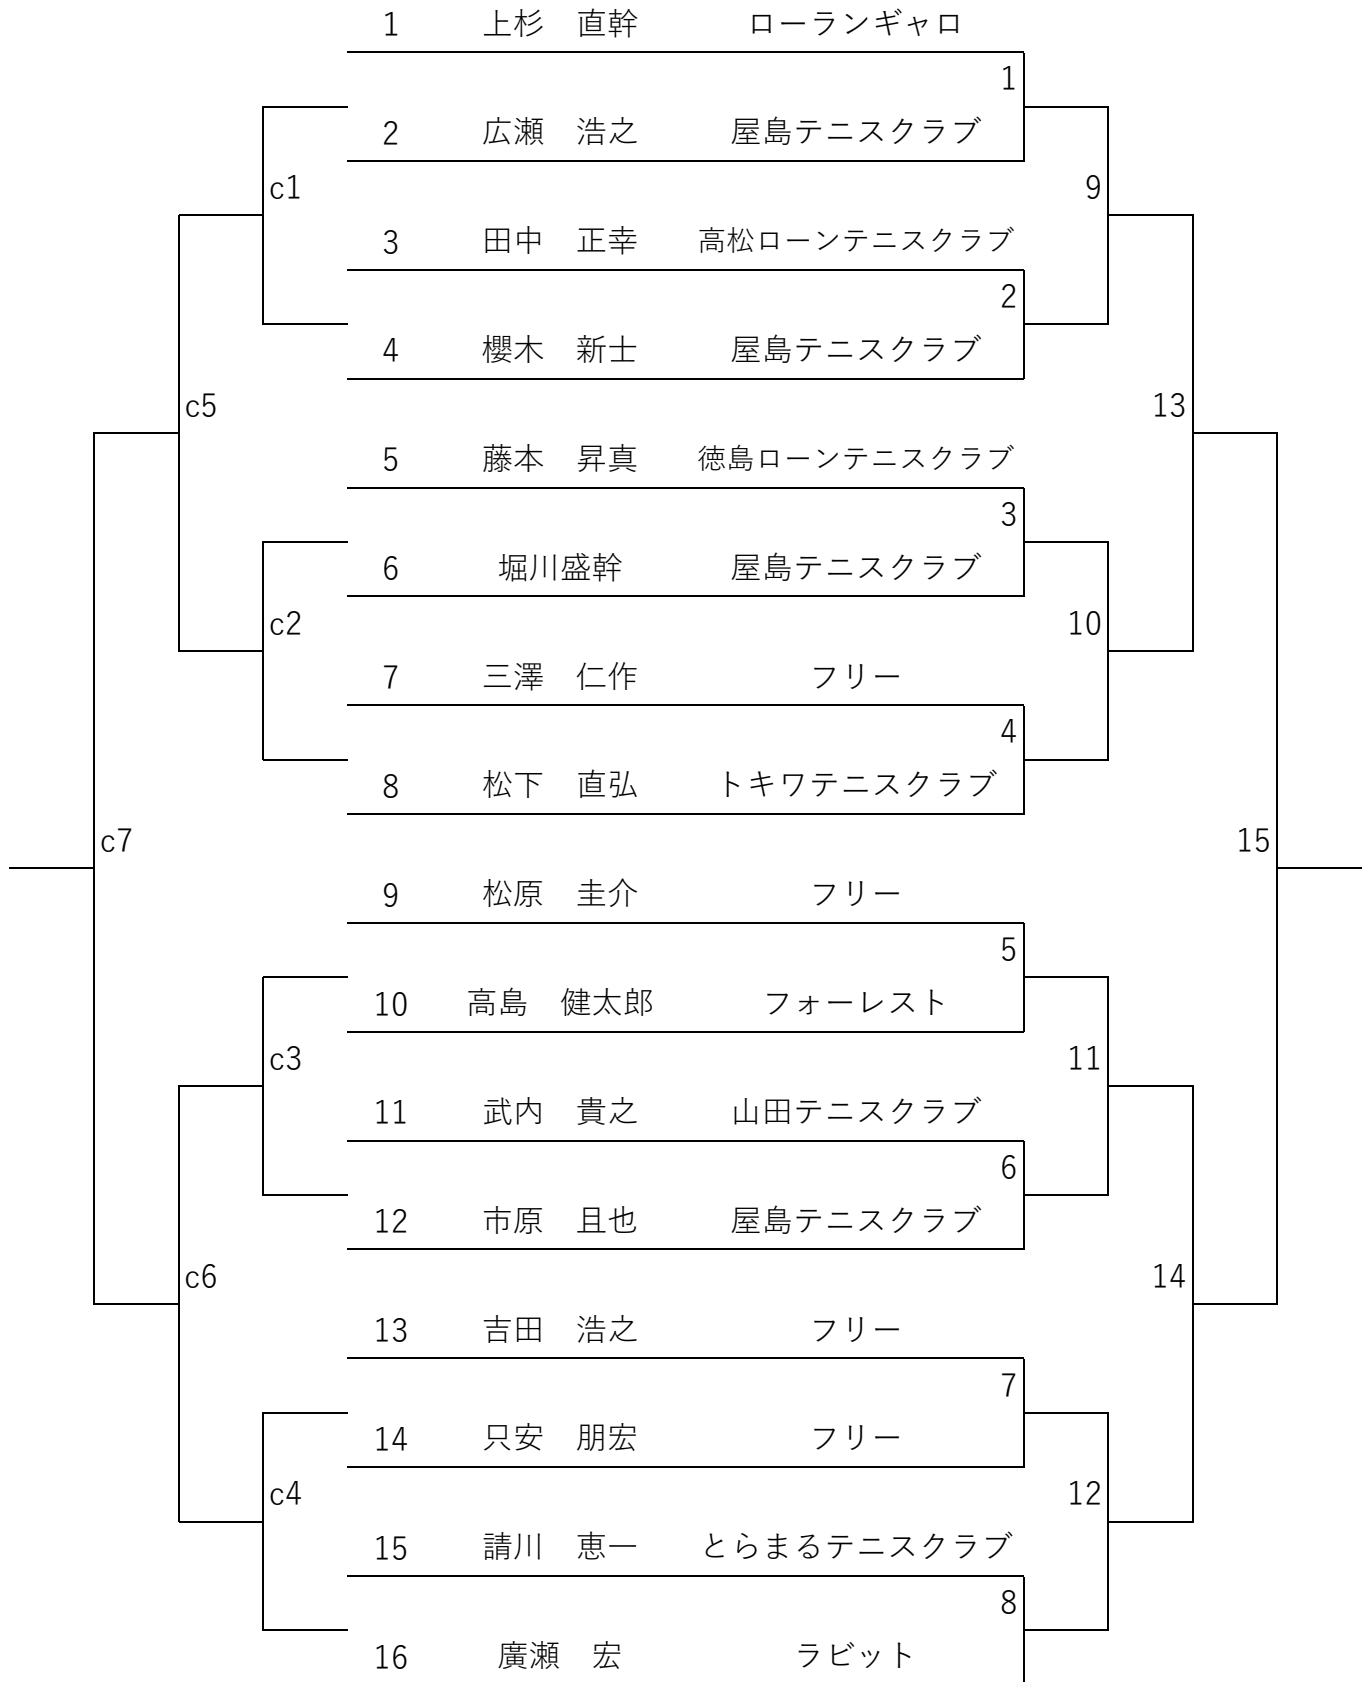 1 上杉　直幹 ローランギャロ
1
2 広瀬　浩之 屋島テニスクラブ
c1 9
3 田中　正幸 高松ローンテニスクラブ
2
4 櫻木　新士 屋島テニスクラブ
c5 13
5 藤本　昇真 徳島ローンテニスクラブ
3
6 堀川盛幹 屋島テニスクラブ
c2 10
7 三澤　仁作 フリー
4
8 松下　直弘 トキワテニスクラブ
c7 15
9 松原　圭介 フリー
5
10 高島　健太郎 フォーレスト
c3 11
11 武内　貴之 山田テニスクラブ
6
12 市原　且也 屋島テニスクラブ
c6 14
13 吉田　浩之 フリー
7
14 只安　朋宏 フリー
c4 12
15 請川　恵一 とらまるテニスクラブ
8
16 廣瀬　宏 ラビット